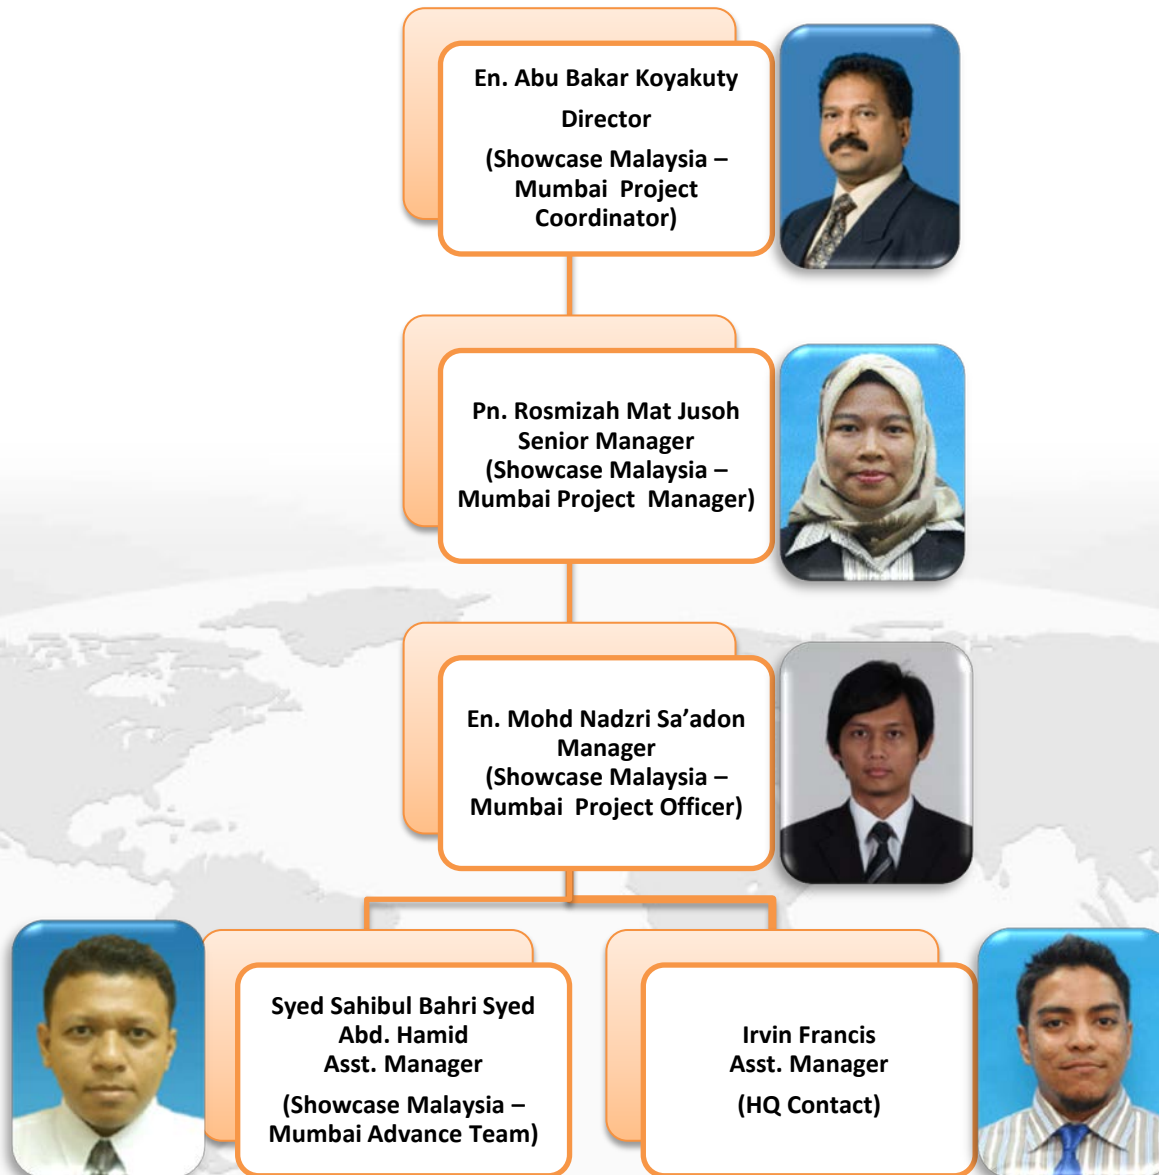 En. Abu Bakar Koyakuty
Director
(Showcase Malaysia –
Mumbai Project
Coordinator)
Pn. Rosmizah Mat Jusoh
Senior Manager
(Showcase Malaysia –
Mumbai Project Manager)
En. Mohd Nadzri Sa’adon
Manager
(Showcase Malaysia –
Mumbai Project Officer)
Syed Sahibul Bahri Syed
Abd. Hamid
Asst. Manager
(Showcase Malaysia –
Mumbai Advance Team)
Irvin Francis
Asst. Manager
(HQ Contact)